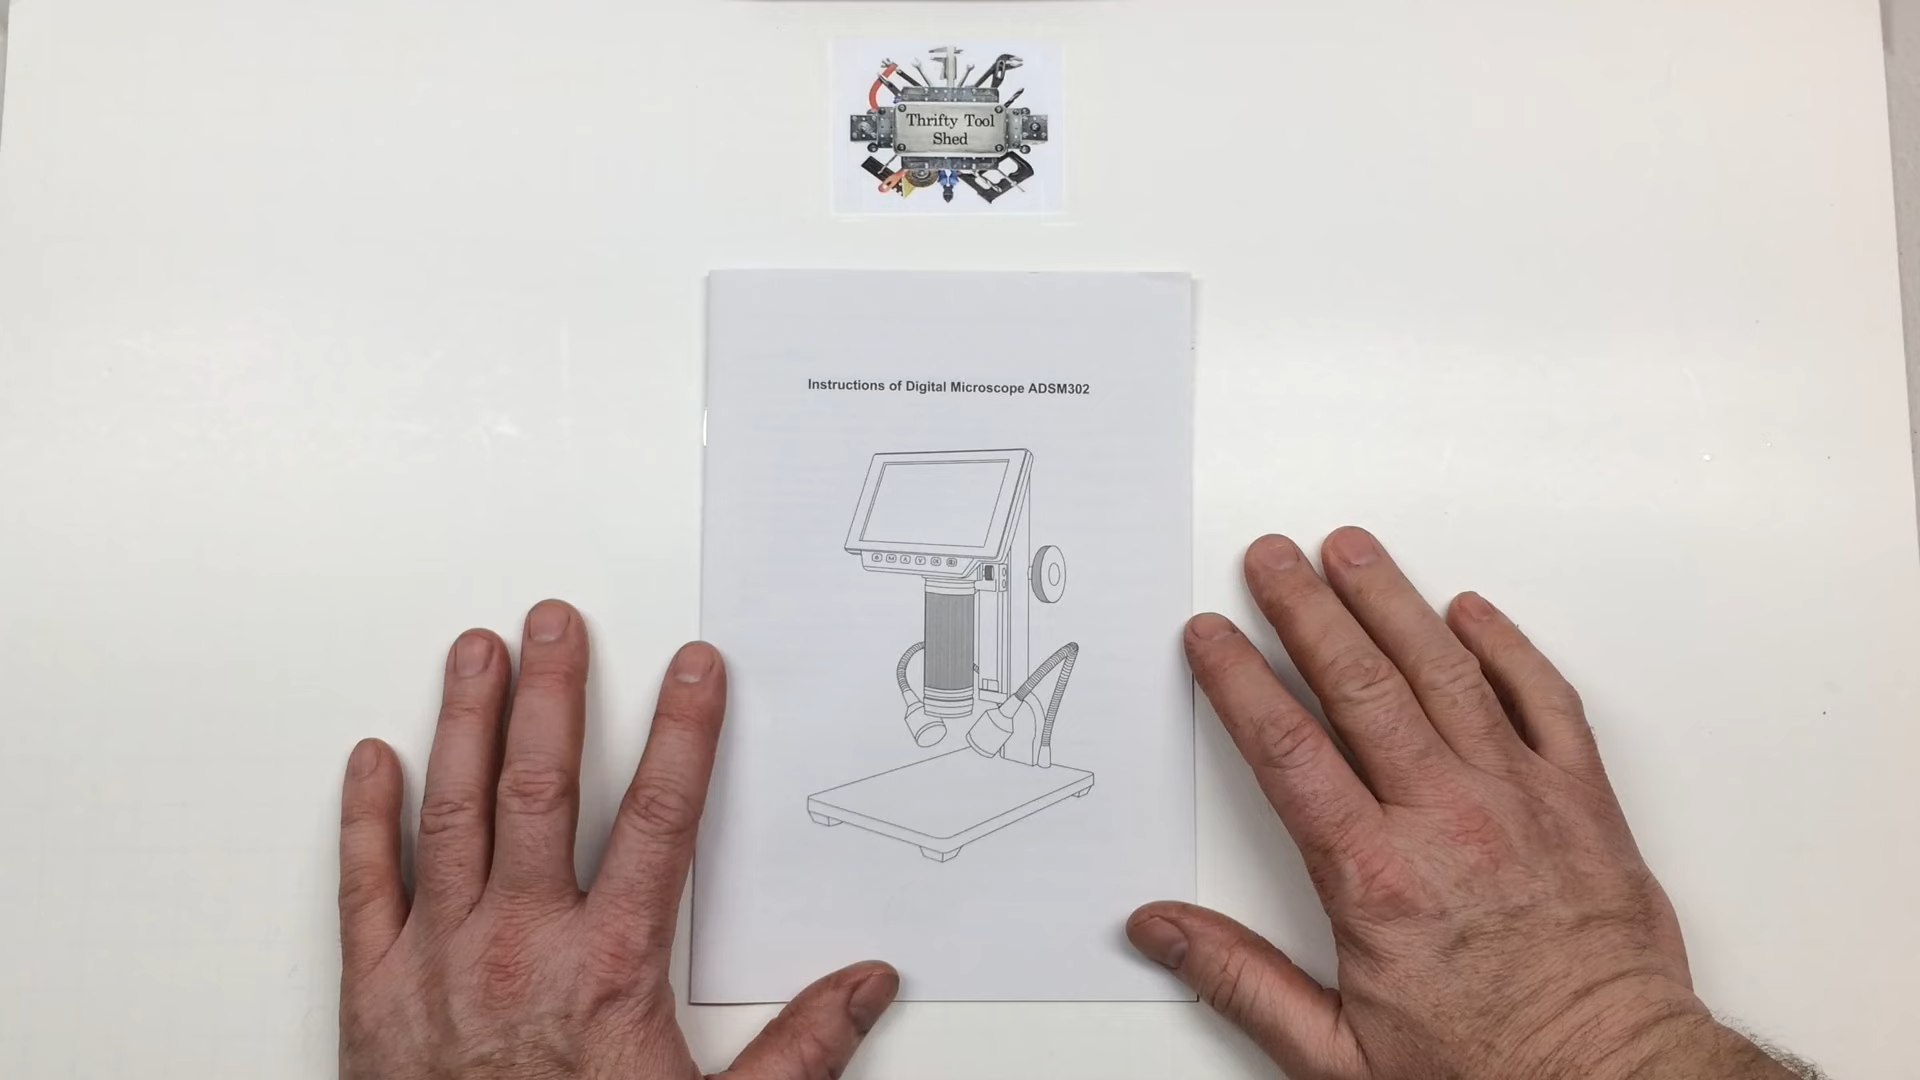 Thrifty Tool
Shed
Instructions of Digital Microscope ADSM302